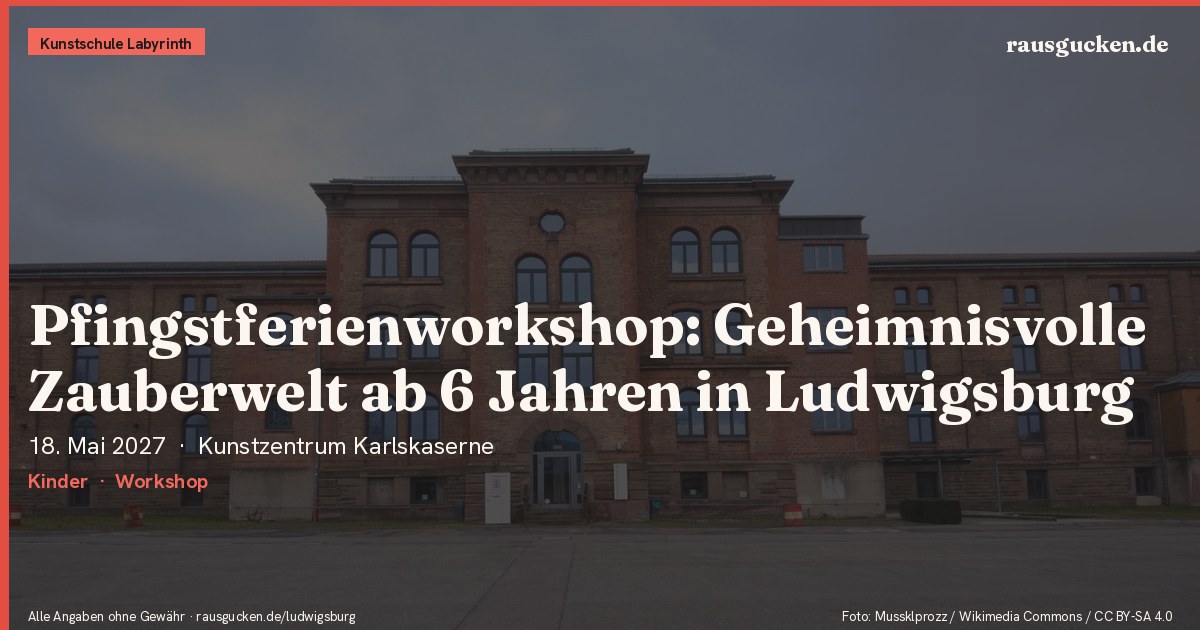 Kunstschule Labyrinth
rausgucken.de
Pfingstferienworkshop: Geheimnisvolle
Zauberwelt ab 6 Jahren in Ludwigsburg
18. Mai 2027 · Kunstzentrum Karlskaserne
Kinder · Workshop
Alle Angaben ohne Gewähr · rausgucken.de/ludwigsburg
Foto: Mussklprozz / Wikimedia Commons / CC BY-SA 4.0